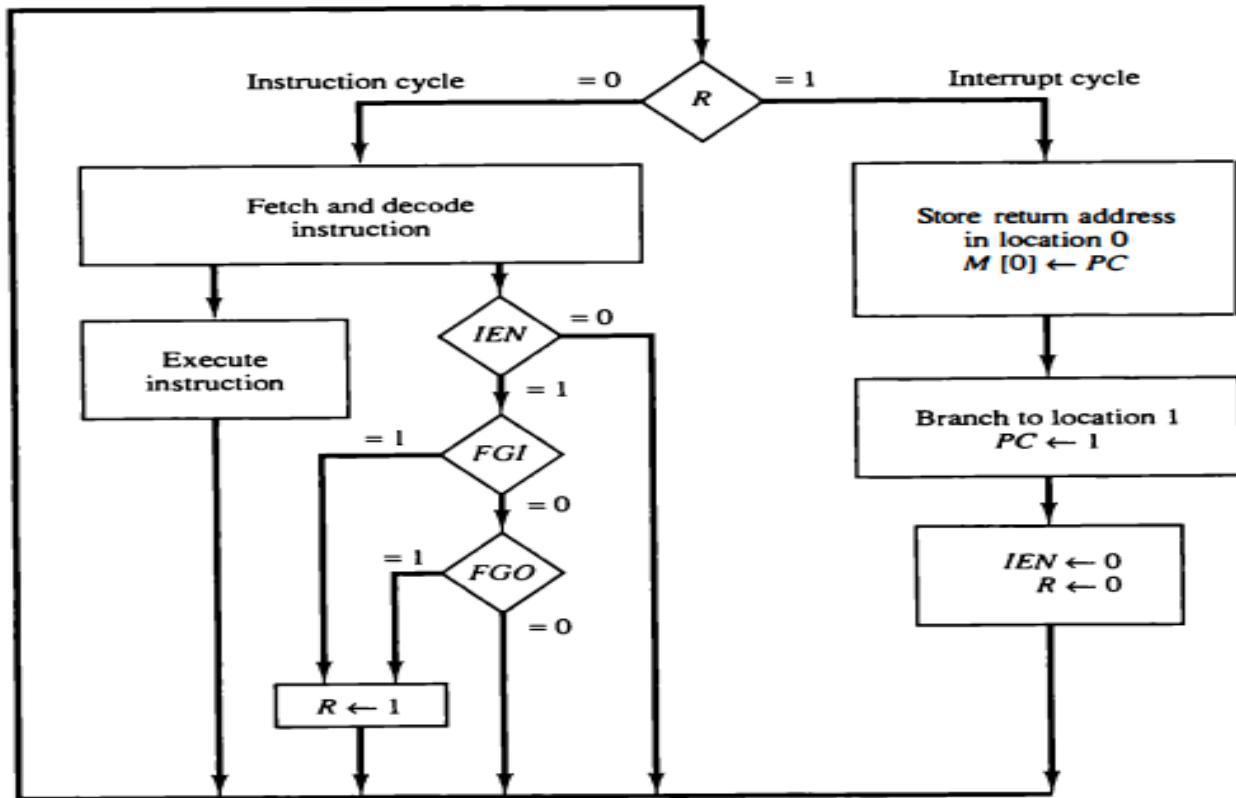 Instruction cycle
= 0
R
= 1
Interrupt cycle
Fetch and decode
instruction
Store return address
in location 0
M [0] ← PC
IEN
= 0
Execute
instruction
= 1
Branch to location 1
PC ← 1
= 1
FGI
= 0
IEN ← 0
R ← 0
= 1
FGO
= 0
R ← 1